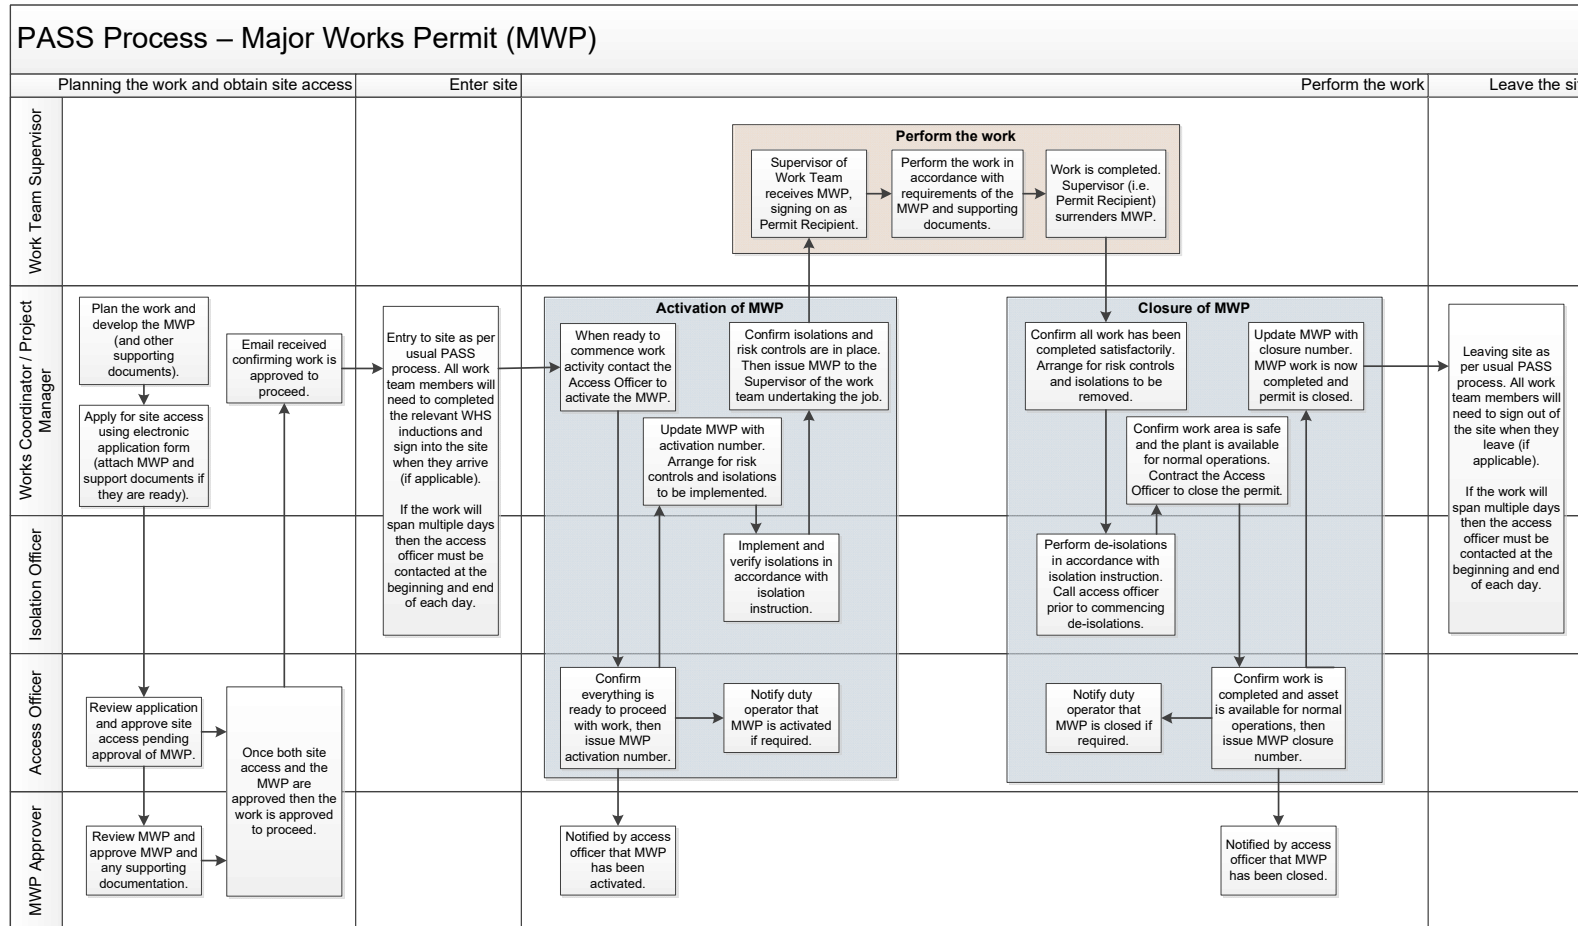 PASS Process – Major Works Permit (MWP)
Planning the work and obtain site access
Enter site
Perform the work
Leave the sit
Work Team Supervisor
Perform the work
Supervisor of
Work Team
receives MWP,
signing on as
Permit Recipient.
Perform the work in
accordance with
requirements of the
MWP and supporting
documents.
Work is completed.
Supervisor (i.e.
Permit Recipient)
surrenders MWP.
Works Coordinator / Project
Manager
Plan the work and
develop the MWP
(and other
supporting
documents).
Apply for site access
using electronic
application form
(attach MWP and
support documents if
they are ready).
Email received
confirming work is
approved to
proceed.
Entry to site as per
usual PASS
process. All work
team members will
need to completed
the relevant WHS
inductions and
sign into the site
when they arrive
(if applicable).
If the work will
span multiple days
then the access
officer must be
contacted at the
beginning and end
of each day.
Activation of MWP
When ready to
commence work
activity contact the
Access Officer to
activate the MWP.
Confirm isolations and
risk controls are in place.
Then issue MWP to the
Supervisor of the work
team undertaking the job.
Update MWP with
activation number.
Arrange for risk
controls and isolations
to be implemented.
Closure of MWP
Confirm all work has been
completed satisfactorily.
Arrange for risk controls
and isolations to be
removed.
Update MWP with
closure number.
MWP work is now
completed and
permit is closed.
Confirm work area is safe
and the plant is available
for normal operations.
Contract the Access
Officer to close the permit.
Leaving site as
per usual PASS
process. All work
team members will
need to sign out of
the site when they
leave (if
applicable).
If the work will
span multiple days
then the access
officer must be
contacted at the
beginning and end
of each day.
Isolation Officer
Implement and
verify isolations in
accordance with
isolation
instruction.
Perform de-isolations
in accordance with
isolation instruction.
Call access officer
prior to commencing
de-isolations.
Access Officer
Review application
and approve site
access pending
approval of MWP.
Once both site
access and the
MWP are
approved then the
work is approved
to proceed.
Confirm
everything is
ready to proceed
with work, then
issue MWP
activation number.
Notify duty
operator that
MWP is activated
if required.
Notify duty
operator that
MWP is closed if
required.
Confirm work is
completed and asset
is available for normal
operations, then
issue MWP closure
number.
MWP Approver
Review MWP and
approve MWP and
any supporting
documentation.
Notified by access
officer that MWP
has been
activated.
Notified by access
officer that MWP
has been closed.